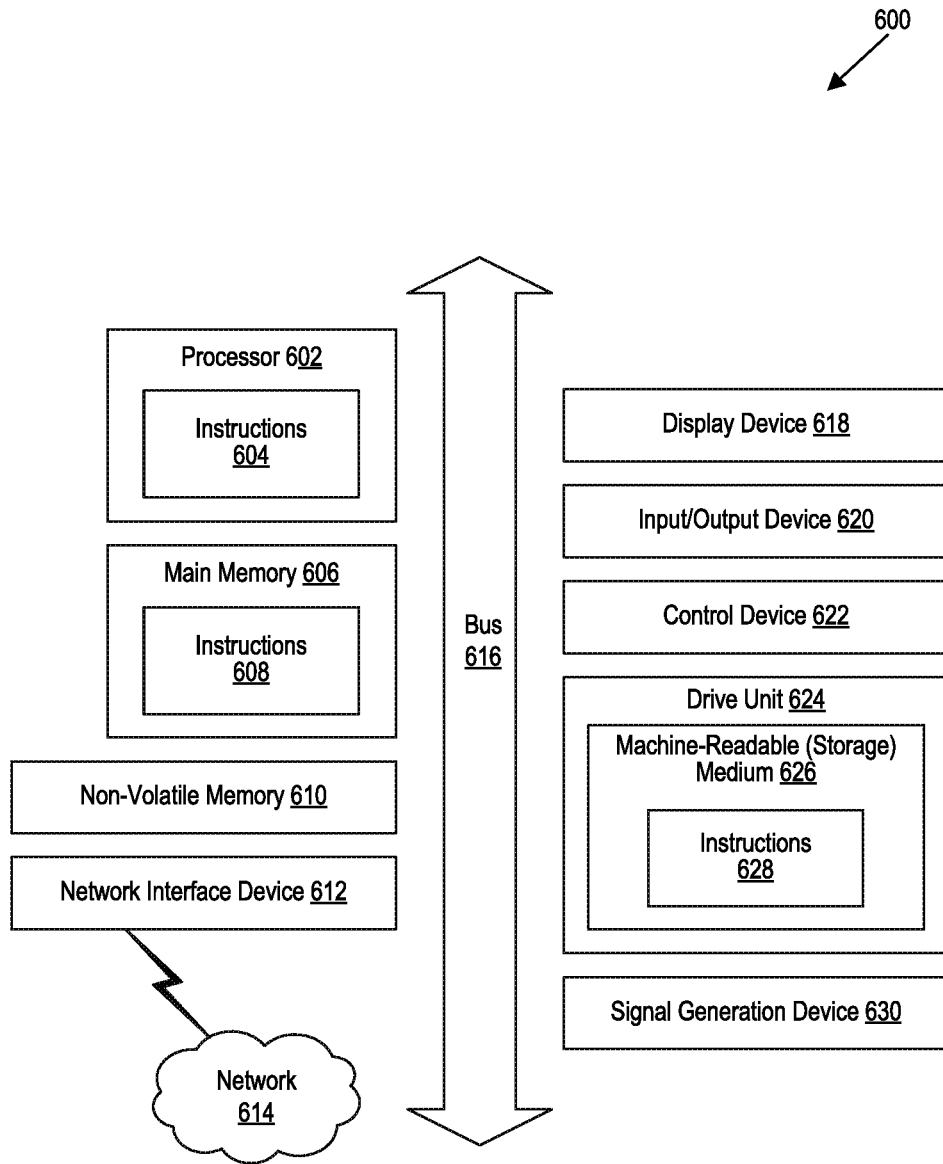 600
Processor 602
Instructions
604
Main Memory 606
Instructions
608
Non-Volatile Memory 610
Network Interface Device 612
Network
614
Bus
616
Display Device 618
Input/Output Device 620
Control Device 622
Drive Unit 624
Machine-Readable (Storage)
Medium 626
Instructions
628
Signal Generation Device 630